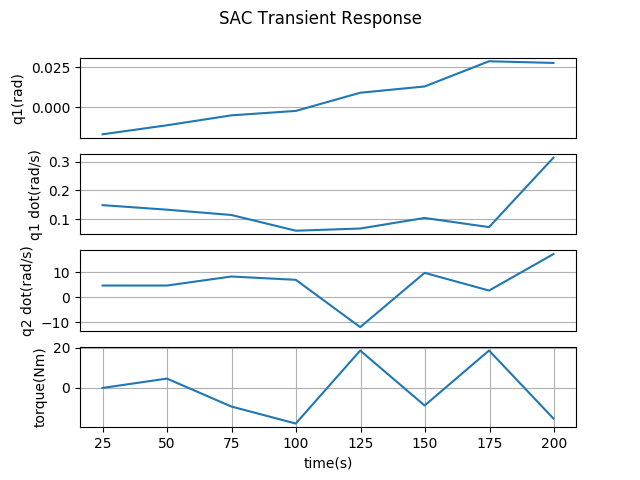 SAC Transient Response
0.025
0.000
q1(rad)
0.3
0.2
0.1
q1 dot(rad/s)
10
0
−10
q2 dot(rad/s)
20
0
torque(Nm)
25 50 75 100 125 150 175 200
time(s)